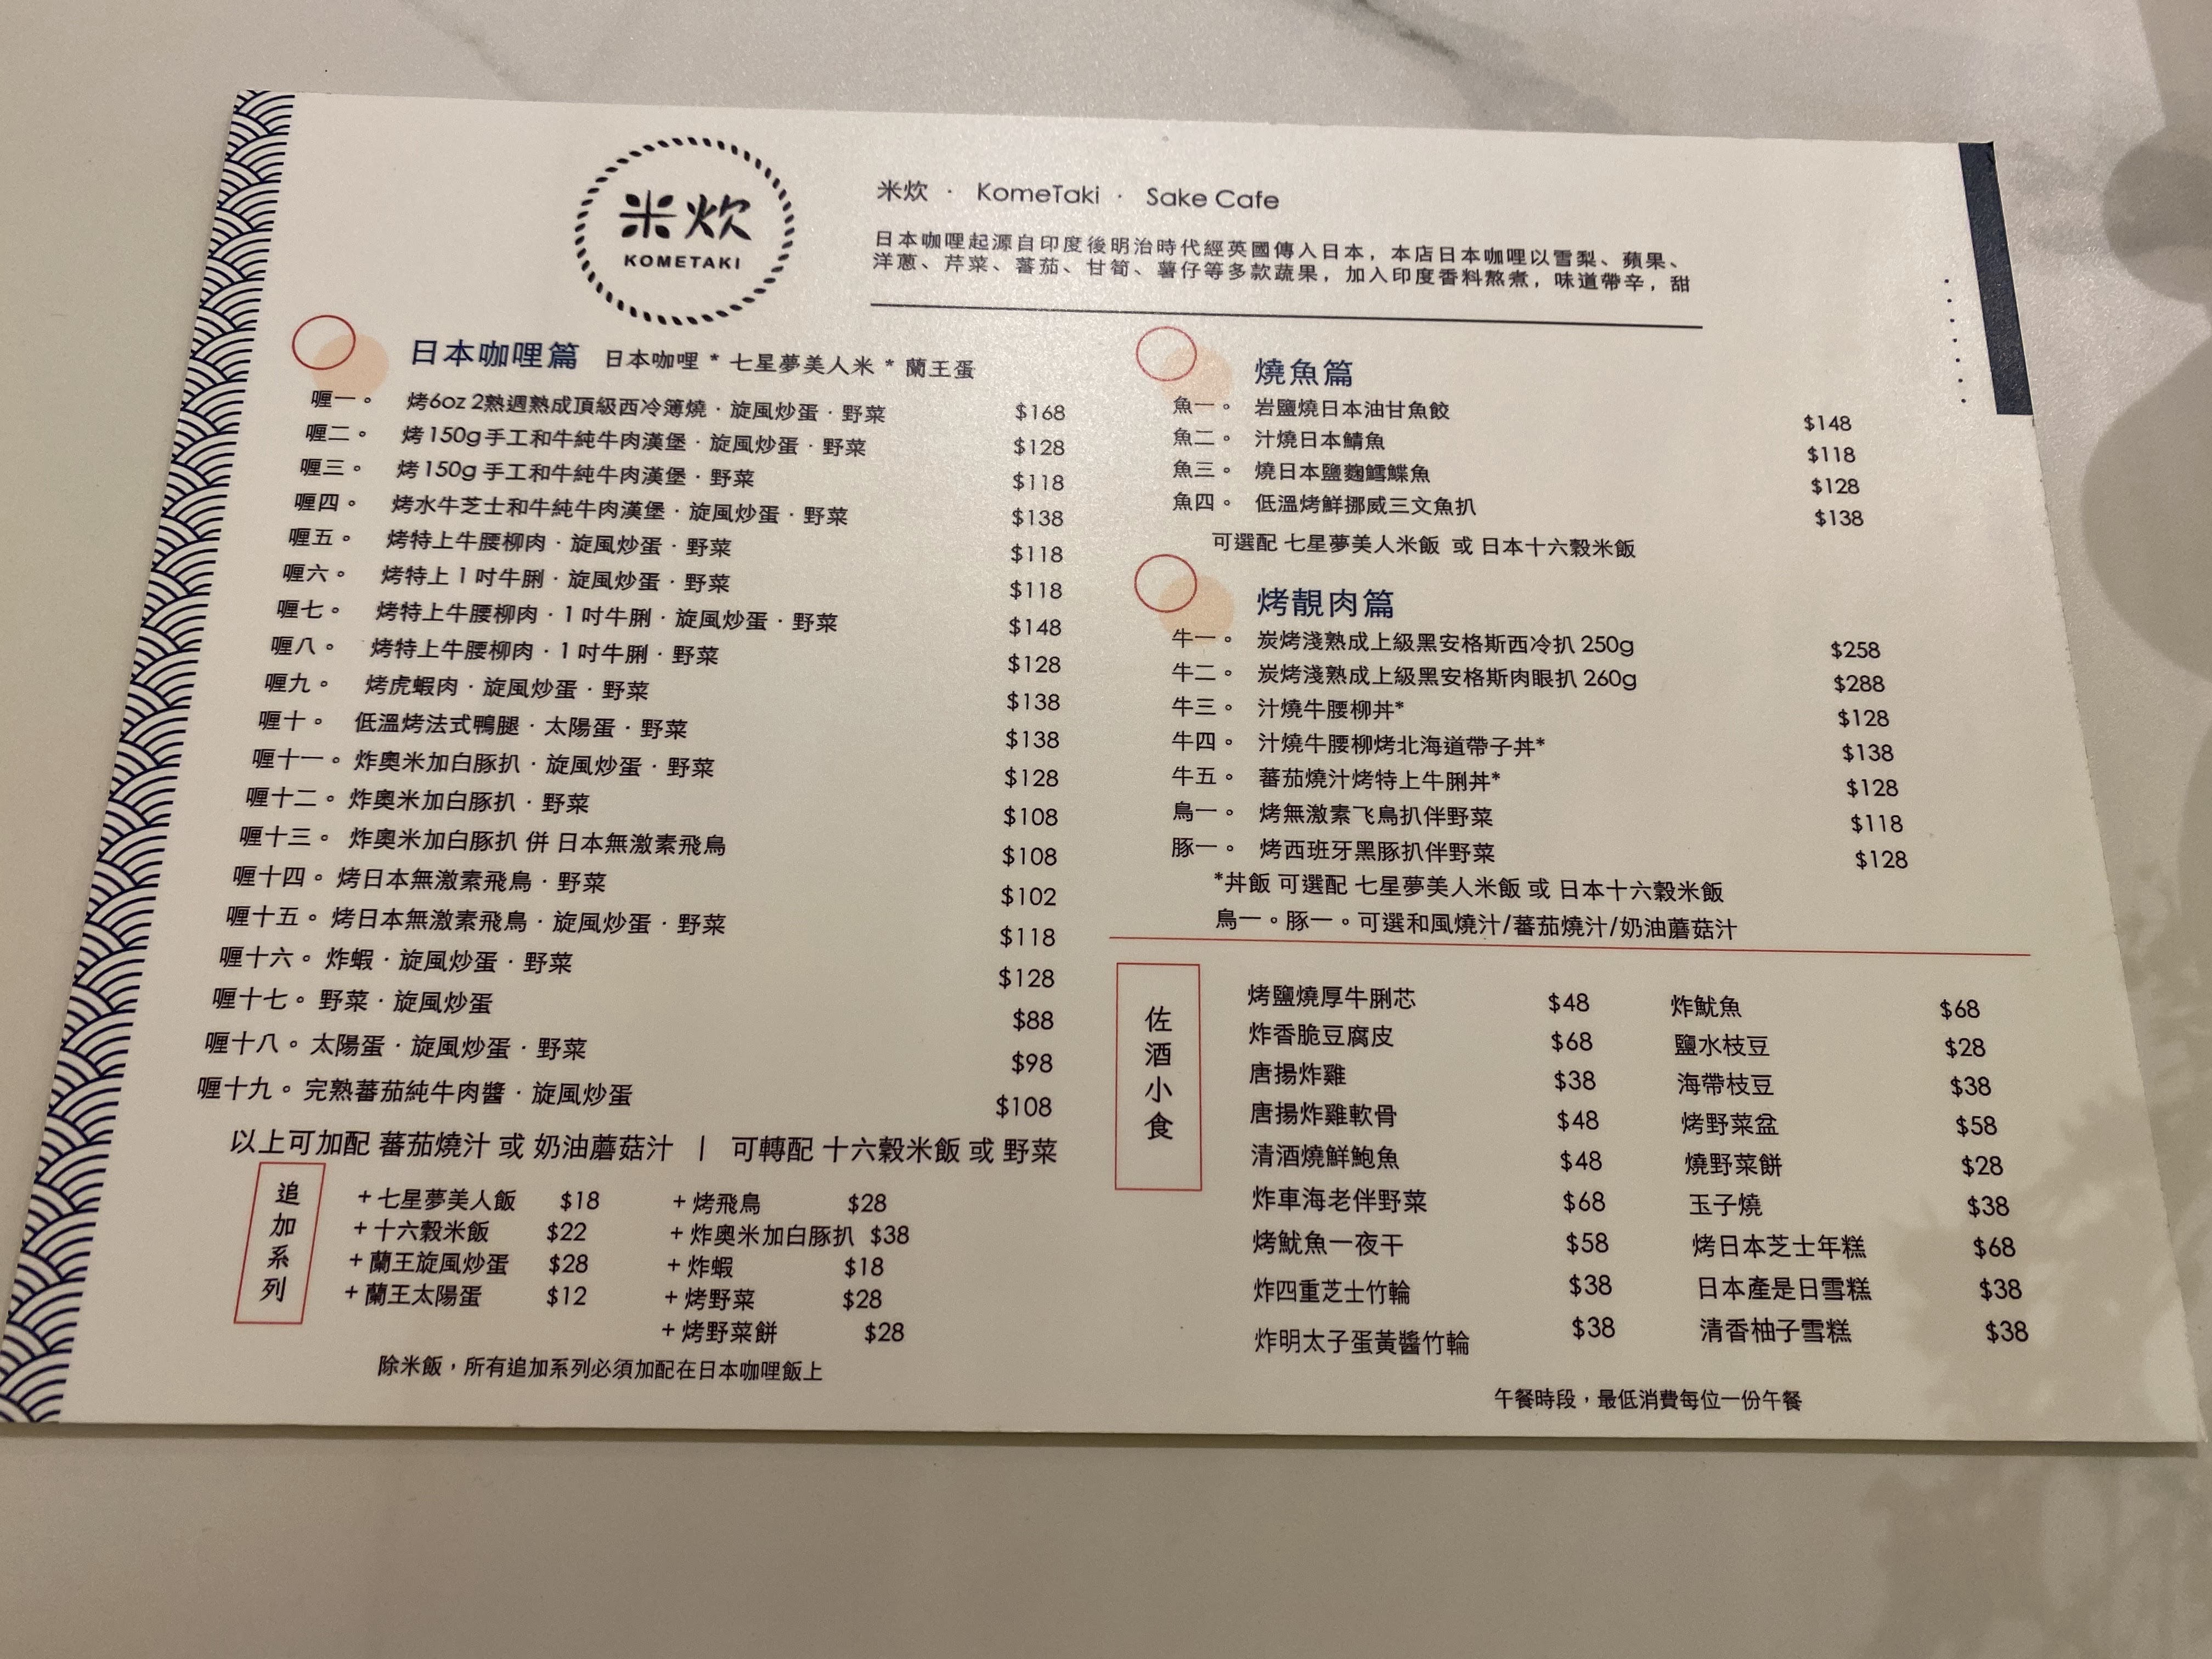 米炊
KOMETAKI
米炊 · KomeTaki · Sake Cafe
日本咖哩起源自印度後明治時代經英國傳入日本，本店日本咖哩以雪梨、蘋果、
洋蔥、芹菜、蕃茄、甘筍、薯仔等多款蔬果，加入印度香料熬煮，味道帶辛，甜
日本咖哩篇 日本咖哩 * 七星夢美人米 * 蘭王蛋
喱一。 烤6oz 2熟週熟成頂級西冷簿燒 · 旋風炒蛋 · 野菜 $168
喱二。 烤150g手工和牛純牛肉漢堡 · 旋風炒蛋 · 野菜 $128
喱三。 烤150g 手工和牛純牛肉漢堡 · 野菜 $118
喱四。 烤水牛芝士和牛純牛肉漢堡 · 旋風炒蛋 · 野菜 $138
喱五。 烤特上牛腰柳肉 · 旋風炒蛋 · 野菜 $118
喱六。 烤特上 1 吋牛脷 · 旋風炒蛋 · 野菜 $118
喱七。 烤特上牛腰柳肉 · 1 吋牛脷 · 旋風炒蛋 · 野菜 $148
喱八。 烤特上牛腰柳肉 · 1 吋牛脷 · 野菜 $128
喱九。 烤虎蝦肉 · 旋風炒蛋 · 野菜 $138
喱十。 低溫烤法式鴨腿 · 太陽蛋 · 野菜 $138
喱十一。 炸奧米加白豚扒 · 旋風炒蛋 · 野菜 $128
喱十二。 炸奧米加白豚扒 · 野菜 $108
喱十三。 炸奧米加白豚扒 併 日本無激素飛鳥 $108
喱十四。 烤日本無激素飛鳥 · 野菜 $102
喱十五。 烤日本無激素飛鳥 · 旋風炒蛋 · 野菜 $118
喱十六。 炸蝦 · 旋風炒蛋 · 野菜 $128
喱十七。 野菜 · 旋風炒蛋 $88
喱十八。 太陽蛋 · 旋風炒蛋 · 野菜 $98
喱十九。 完熟蕃茄純牛肉醬 · 旋風炒蛋 $108
以上可加配 蕃茄燒汁 或 奶油蘑菇汁 | 可轉配 十六穀米飯 或 野菜
追加系列
+ 七星夢美人飯 $18 + 烤飛鳥 $28
+ 十六穀米飯 $22 + 炸奧米加白豚扒 $38
+ 蘭王旋風炒蛋 $28 + 炸蝦 $18
+ 蘭王太陽蛋 $12 + 烤野菜 $28
+ 烤野菜餅 $28
除米飯，所有追加系列必須加配在日本咖哩飯上
燒魚篇
魚一。 岩鹽燒日本油甘魚餃 $148
魚二。 汁燒日本鯖魚 $118
魚三。 燒日本鹽麴鱈鰈魚 $128
魚四。 低溫烤鮮挪威三文魚扒 $138
可選配 七星夢美人米飯 或 日本十六穀米飯
烤靚肉篇
牛一。 炭烤淺熟成上級黑安格斯西冷扒 250g $258
牛二。 炭烤淺熟成上級黑安格斯肉眼扒 260g $288
牛三。 汁燒牛腰柳丼* $128
牛四。 汁燒牛腰柳烤北海道帶子丼* $138
牛五。 蕃茄燒汁烤特上牛脷丼* $128
鳥一。 烤無激素飞鳥扒伴野菜 $118
豚一。 烤西班牙黑豚扒伴野菜 $128
*丼飯 可選配 七星夢美人米飯 或 日本十六穀米飯
鳥一。豚一。可選和風燒汁/蕃茄燒汁/奶油蘑菇汁
佐酒小食
烤鹽燒厚牛脷芯 $48 炸魷魚 $68
炸香脆豆腐皮 $68 鹽水枝豆 $28
唐揚炸雞 $38 海帶枝豆 $38
唐揚炸雞軟骨 $48 烤野菜盆 $58
清酒燒鮮鮑魚 $48 燒野菜餅 $28
炸車海老伴野菜 $68 玉子燒 $38
烤魷魚一夜干 $58 烤日本芝士年糕 $68
炸四重芝士竹輪 $38 日本產是日雪糕 $38
炸明太子蛋黃醬竹輪 $38 清香柚子雪糕 $38
午餐時段，最低消費每位一份午餐